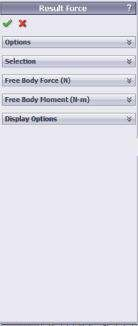 Result Force ?
Options
Selection
Free Body Force (N)
Free Body Moment (N-m)
Display Options